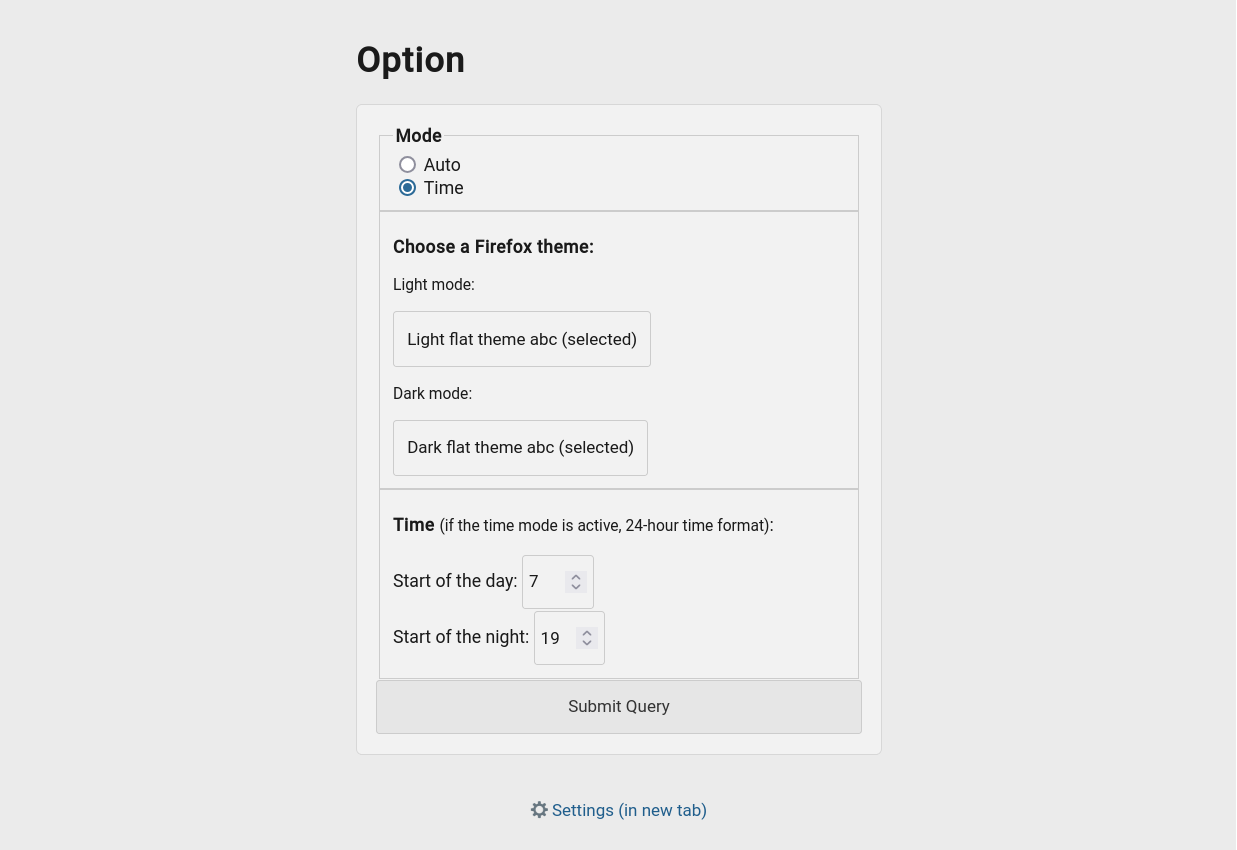 Option
Mode
Auto
Time
Choose a Firefox theme:
Light mode:
Light flat theme abc (selected)
Dark mode:
Dark flat theme abc (selected)
Time (if the time mode is active, 24-hour time format):
Start of the day: 7
Start of the night: 19
Submit Query
Settings (in new tab)